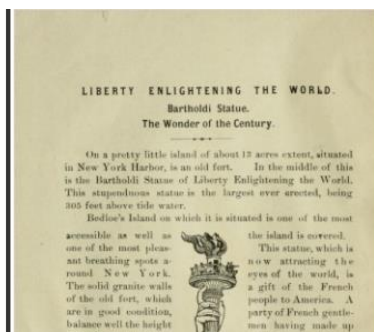 LIBERTY ENLIGHTENING THE WORLD.
Bartholdi Statue.
The Wonder of the Century.
On a pretty little island of about 13 acres extent, situated
in New York Harbor, is an old fort. In the middle of this
is the Bartholdi Statue of Liberty Enlightening the World.
This stupendous statue is the largest ever erected, being
305 feet above tide water.
Bedloe's Island on which it is situated is one of the most
accessible as well as
one of the most pleas-
ant breathing spots a-
round New York.
The solid granite walls
of the old fort, which
are in good condition,
balance well the height
the island is covered.
This statue, which is
now attracting the
eyes of the world, is
a gift of the French
people to America. A
party of French gentle-
men having made up